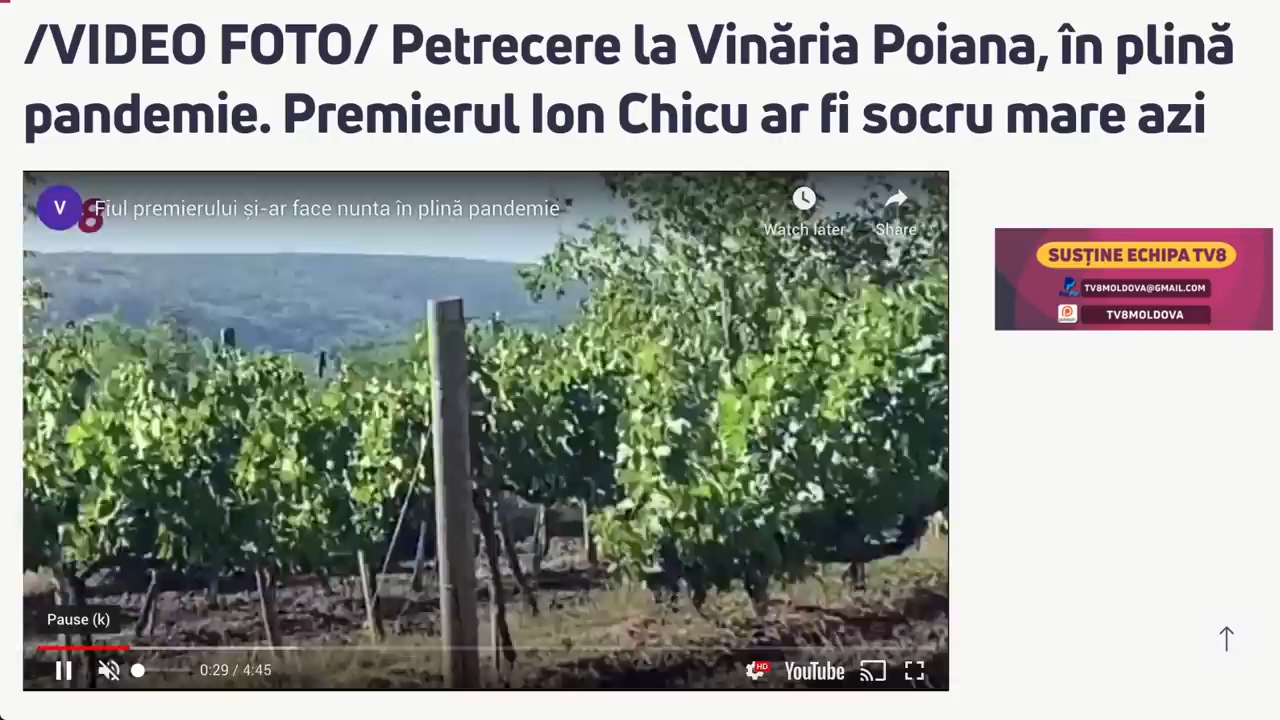 /VIDEO FOTO/ Petrecere la Vinăria Poiana, în plină
pandemie. Premierul Ion Chicu ar fi socru mare azi
V
8
Fiul premierului și-ar face nunta în plină pandemie
Watch later
Share
SUSȚINE ECHIPA TV8
TV8MOLDOVA@GMAIL.COM
TV8MOLDOVA
Pause (k)
0:29 / 4:45
HD
YouTube